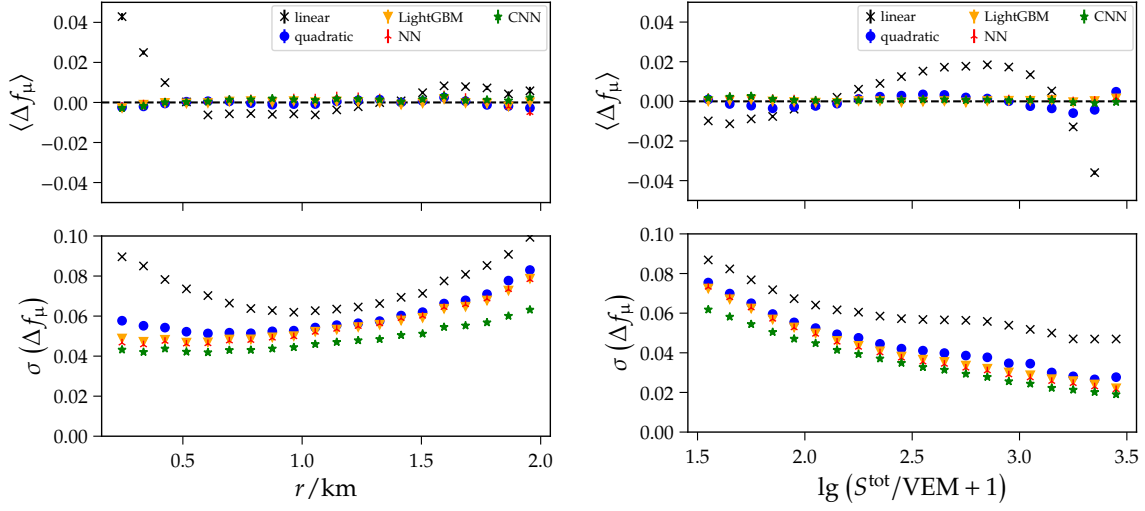 0.04
0.02
0.00
−0.02
−0.04
⟨Δfμ⟩
linear
quadratic
LightGBM
NN
CNN
0.10
0.08
0.06
0.04
0.02
0.00
σ (Δfμ)
0.5
1.0
1.5
2.0
r/km
0.04
0.02
0.00
−0.02
−0.04
⟨Δfμ⟩
linear
quadratic
LightGBM
NN
CNN
0.10
0.08
0.06
0.04
0.02
0.00
σ (Δfμ)
1.5
2.0
2.5
3.0
3.5
lg (S^tot/VEM + 1)